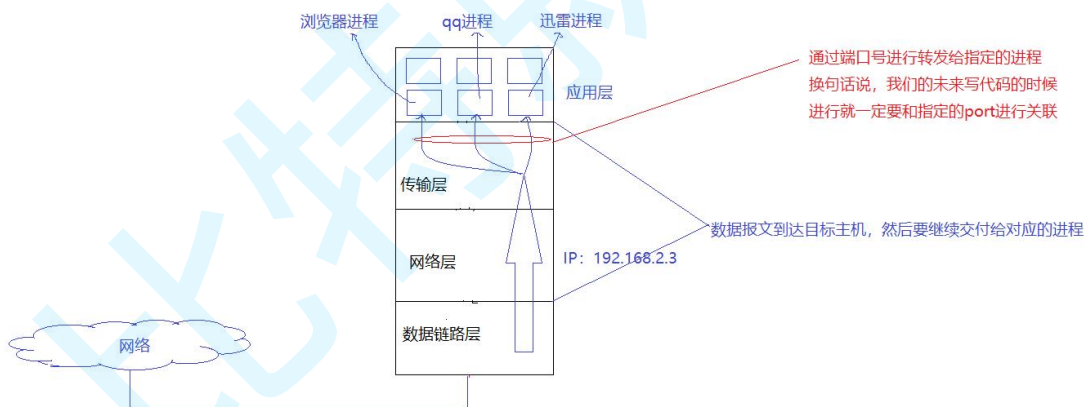 浏览器进程
qq进程
迅雷进程
通过端口号进行转发给指定的进程
换句话说，我们的未来写代码的时候
进行就一定要和指定的port进行关联
应用层
传输层
数据报文到达目标主机，然后要继续交付给对应的进程
网络层
IP：192.168.2.3
数据链路层
网络
比特